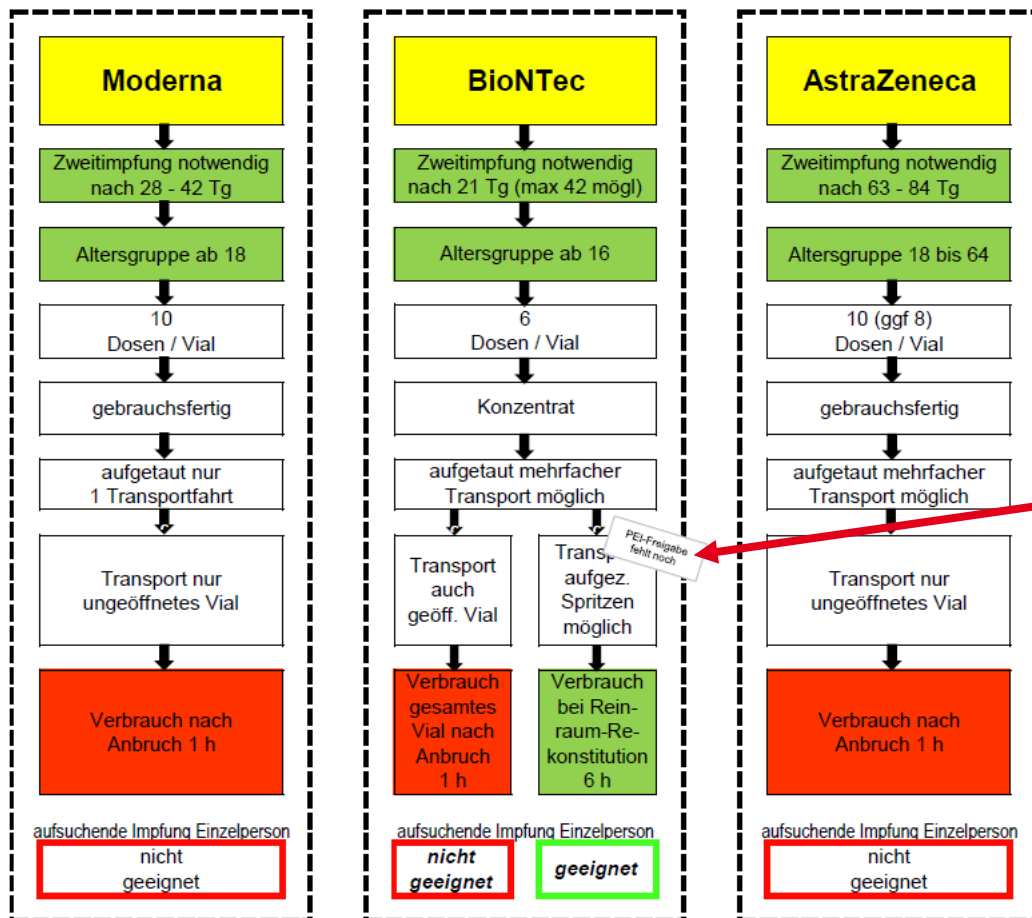 Moderna
Zweitimpfung notwendig
nach 28 - 42 Tg
Altersgruppe ab 18
10
Dosen / Vial
gebrauchsfertig
aufgetaut nur
1 Transportfahrt
Transport nur
ungeöffnetes Vial
Verbrauch nach
Anbruch 1 h
aufsuchende Impfung Einzelperson
nicht
geeignet
BioNTec
Zweitimpfung notwendig
nach 21 Tg (max 42 mögl)
Altersgruppe ab 16
6
Dosen / Vial
Konzentrat
aufgetaut mehrfacher
Transport möglich
Transport
auch
geöff. Vial
Verbrauch
gesamtes
Vial nach
Anbruch
1 h
PEI-Freigabe
fehlt noch
Transp
aufgez.
Spritzen
möglich
Verbrauch
bei Rein-
raum-Re-
konstitution
6 h
aufsuchende Impfung Einzelperson
nicht
geeignet
geeignet
AstraZeneca
Zweitimpfung notwendig
nach 63 - 84 Tg
Altersgruppe 18 bis 64
10 (ggf 8)
Dosen / Vial
gebrauchsfertig
aufgetaut mehrfacher
Transport möglich
Transport nur
ungeöffnetes Vial
Verbrauch nach
Anbruch 1 h
aufsuchende Impfung Einzelperson
nicht
geeignet